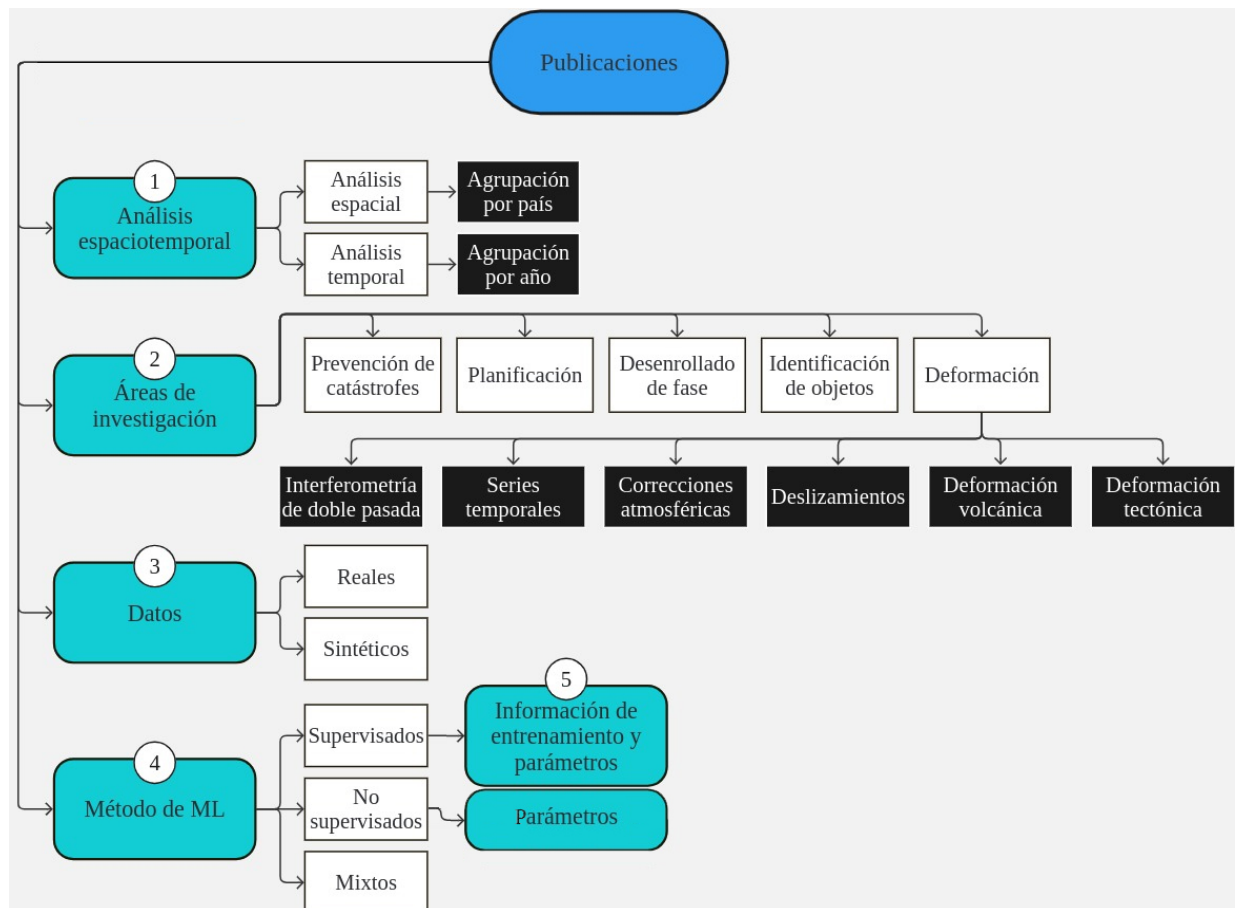 Publicaciones
1
Análisis
espaciotemporal
Análisis
espacial
Agrupación
por país
Análisis
temporal
Agrupación
por año
2
Áreas de
investigación
Prevención de
catástrofes
Planificación
Desenrollado
de fase
Identificación
de objetos
Deformación
Interferometría
de doble pasada
Series
temporales
Correcciones
atmosféricas
Deslizamientos
Deformación
volcánica
Deformación
tectónica
3
Datos
Reales
Sintéticos
4
Método de ML
Supervisados
5
Información de
entrenamiento y
parámetros
No
supervisados
Parámetros
Mixtos